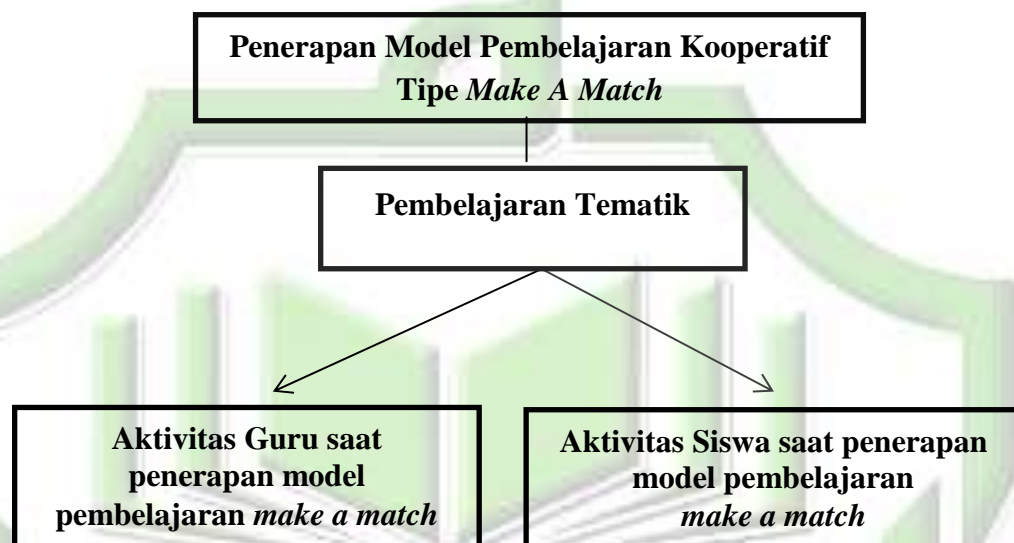 Penerapan Model Pembelajaran Kooperatif
Tipe Make A Match
Pembelajaran Tematik
Aktivitas Guru saat
penerapan model
pembelajaran make a match
Aktivitas Siswa saat penerapan
model pembelajaran
make a match